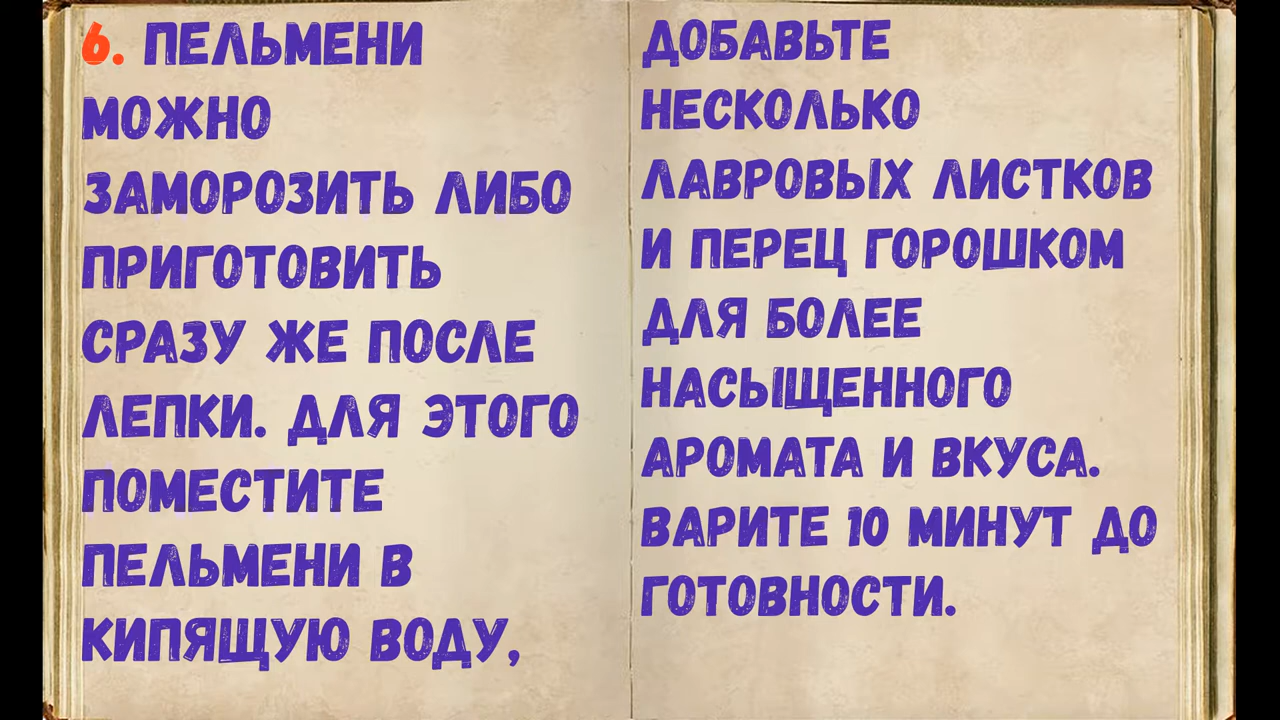 6. ПЕЛЬМЕНИ
МОЖНО
ЗАМОРОЗИТЬ ЛИБО
ПРИГОТОВИТЬ
СРАЗУ ЖЕ ПОСЛЕ
ЛЕПКИ. ДЛЯ ЭТОГО
ПОМЕСТИТЕ
ПЕЛЬМЕНИ В
КИПЯЩУЮ ВОДУ,
ДОБАВЬТЕ
НЕСКОЛЬКО
ЛАВРОВЫХ ЛИСТКОВ
И ПЕРЕЦ ГОРОШКОМ
ДЛЯ БОЛЕЕ
НАСЫЩЕННОГО
АРОМАТА И ВКУСА.
ВАРИТЕ 10 МИНУТ ДО
ГОТОВНОСТИ.